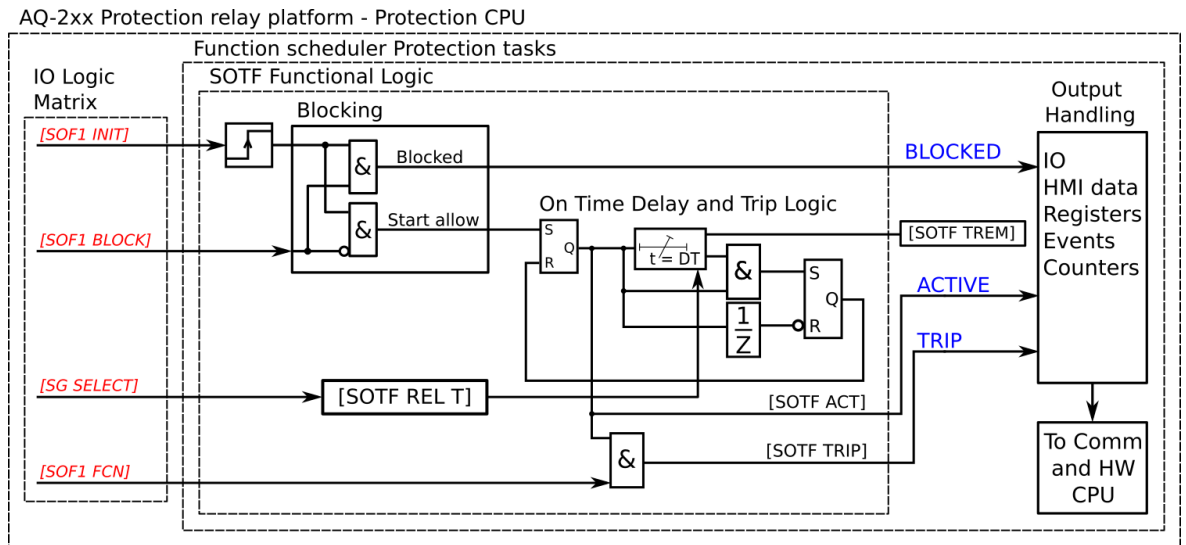 AQ-2xx Protection relay platform - Protection CPU
Function scheduler Protection tasks
IO Logic
Matrix
SOTF Functional Logic
Output
Handling
Blocking
[SOF1 INIT]
&
Blocked
BLOCKED
IO
HMI data
Registers
Events
Counters
[SOF1 BLOCK]
&
Start allow
On Time Delay and Trip Logic
S
Q
R
t = DT
[SOTF TREM]
&
S
Q
R
1
Z
ACTIVE
TRIP
[SG SELECT]
[SOTF REL T]
[SOTF ACT]
[SOF1 FCN]
&
[SOTF TRIP]
To Comm
and HW
CPU